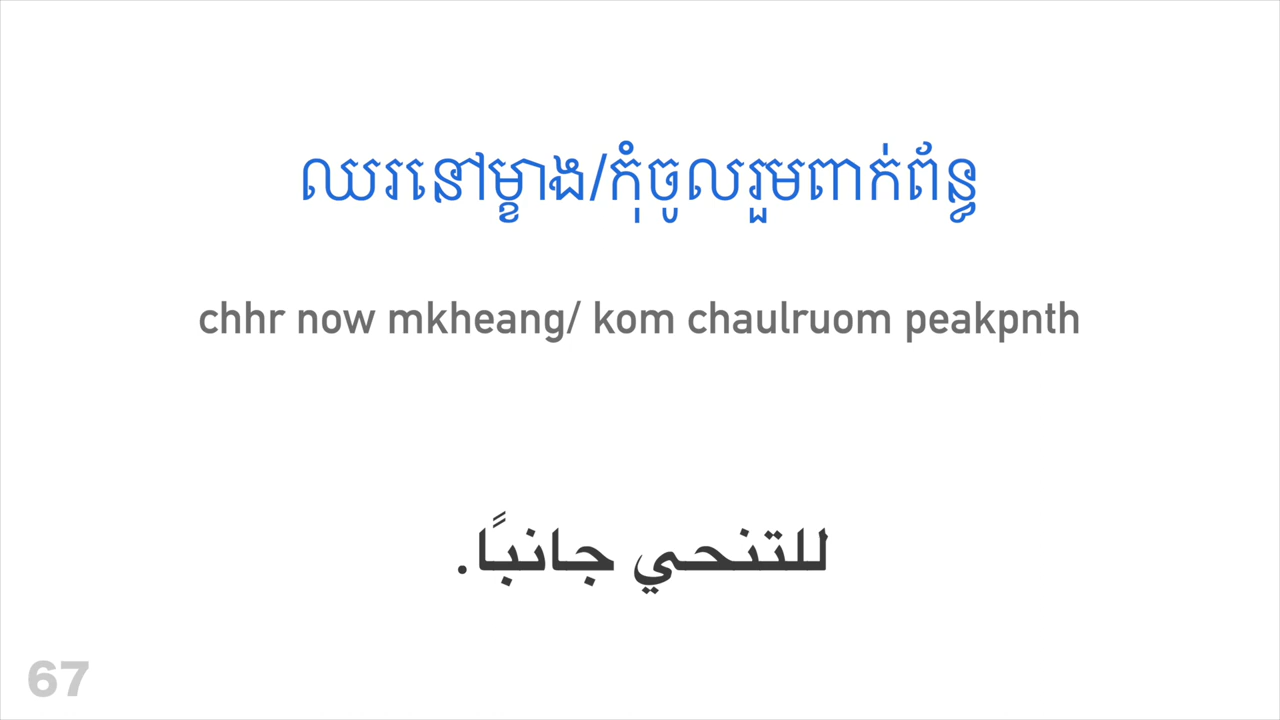 ឈរនៅម្ខាង/កុំចូលរួមពាក់ព័ន្ធ
chhr now mkheang/ kom chaulruom peakpnth
للتنحي جانبًا.
67